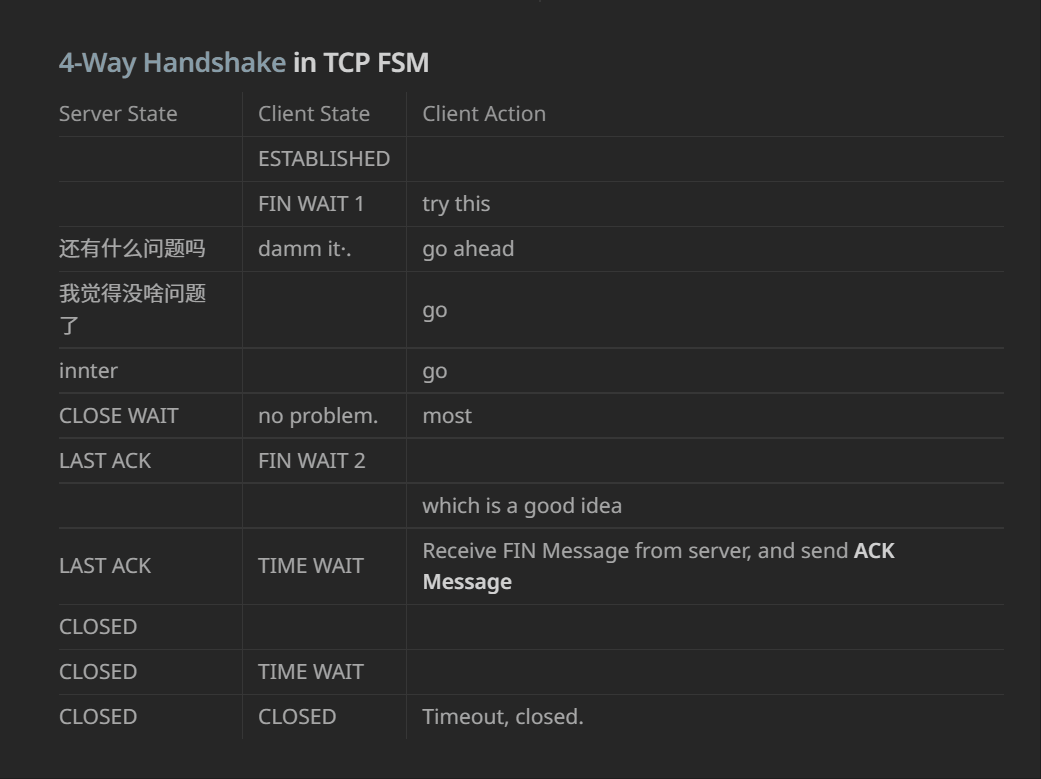 4-Way Handshake in TCP FSM
Server State Client State Client Action
ESTABLISHED
FIN WAIT 1 try this
还有什么问题吗 damm it·. go ahead
我觉得没啥问题
了
go
innter go
CLOSE WAIT no problem. most
LAST ACK FIN WAIT 2
which is a good idea
LAST ACK TIME WAIT Receive FIN Message from server, and send ACK
Message
CLOSED
CLOSED TIME WAIT
CLOSED CLOSED Timeout, closed.